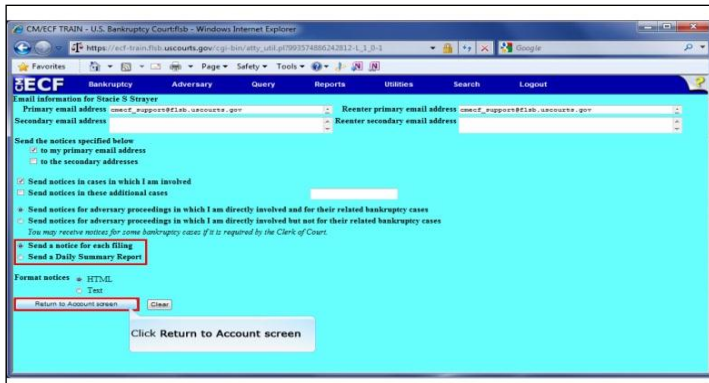 CM/ECF TRAIN - U.S. Bankruptcy Court:flsb - Windows Internet Explorer
https://ecf-train.flsb.uscourts.gov/cgi-bin/atty_util.pl?993574886242812-L_1_0-1
Google
Favorites Page Safety Tools
ECF Bankruptcy Adversary Query Reports Utilities Search Logout
Email information for Stacie S Strayer
Primary email address cmecf_support@flsb.uscourts.gov Reenter primary email address cmecf_support@flsb.uscourts.gov
Secondary email address Reenter secondary email address
Send the notices specified below
to my primary email address
to the secondary addresses
Send notices in cases in which I am involved
Send notices in these additional cases
Send notices for adversary proceedings in which I am directly involved and for their related bankruptcy cases
Send notices for adversary proceedings in which I am directly involved but not for their related bankruptcy cases
You may receive notices for some bankruptcy cases if it is required by the Clerk of Court.
Send a notice for each filing
Send a Daily Summary Report
Format notices HTML
Text
Return to Account screen Clear
Click Return to Account screen